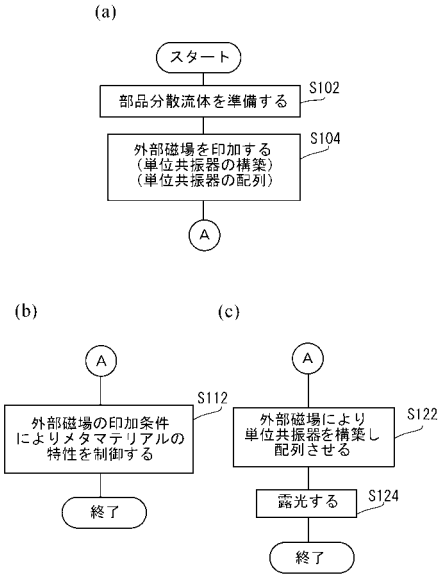 (a)
スタート
部品分散流体を準備する
S102
外部磁場を印加する
(単位共振器の構築)
(単位共振器の配列)
S104
A
(b)
A
外部磁場の印加条件
によりメタマテリアルの
特性を制御する
S112
終了
(c)
A
外部磁場により
単位共振器を構築し
配列させる
S122
露光する
S124
終了